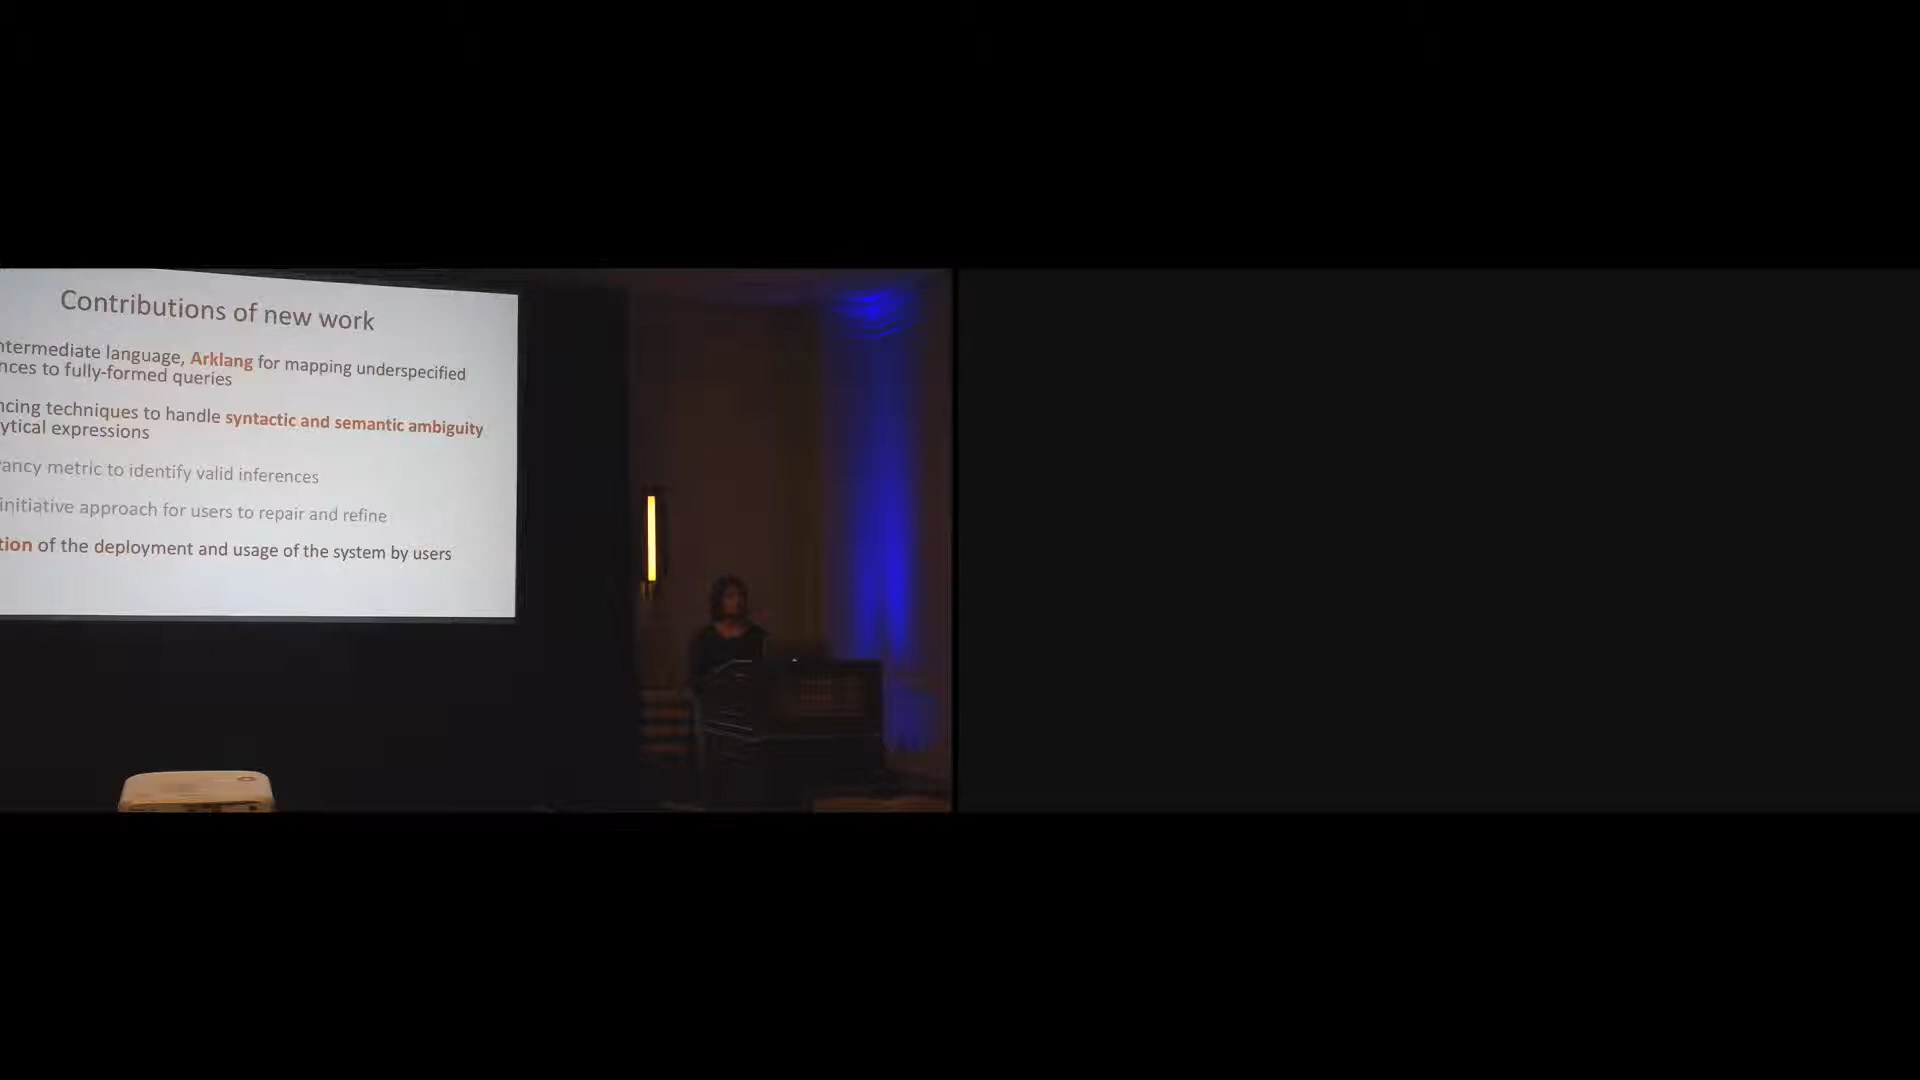 Contributions of new work
ntermediate language, Arklang for mapping underspecified
nces to fully-formed queries
ncing techniques to handle syntactic and semantic ambiguity
ytical expressions
ancy metric to identify valid inferences
initiative approach for users to repair and refine
tion of the deployment and usage of the system by users